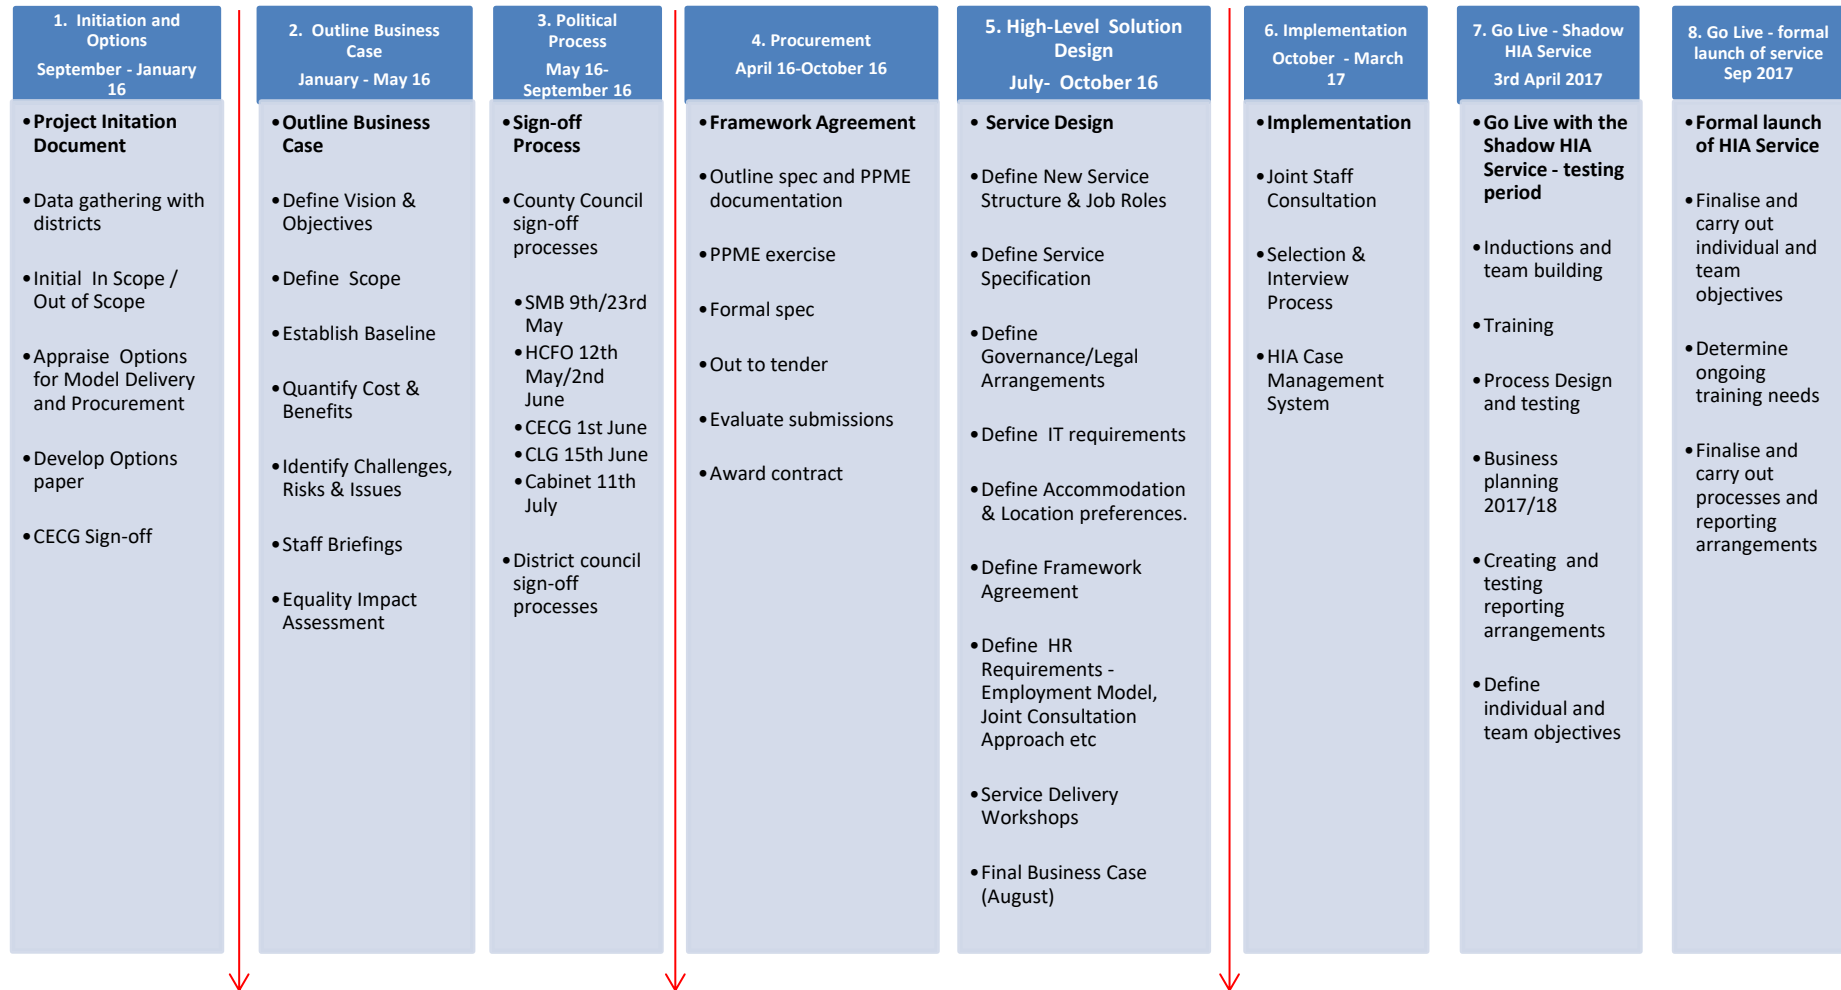 1. Initiation and
Options
September - January
16
• Project Initation
Document
• Data gathering with
districts
• Initial In Scope /
Out of Scope
• Appraise Options
for Model Delivery
and Procurement
• Develop Options
paper
• CECG Sign-off
2. Outline Business
Case
January - May 16
• Outline Business
Case
• Define Vision &
Objectives
• Define Scope
• Establish Baseline
• Quantify Cost &
Benefits
• Identify Challenges,
Risks & Issues
• Staff Briefings
• Equality Impact
Assessment
3. Political
Process
May 16-
September 16
• Sign-off
Process
• County Council
sign-off
processes
• SMB 9th/23rd
May
• HCFO 12th
May/2nd
June
• CECG 1st June
• CLG 15th June
• Cabinet 11th
July
• District council
sign-off
processes
4. Procurement
April 16-October 16
• Framework Agreement
• Outline spec and PPME
documentation
• PPME exercise
• Formal spec
• Out to tender
• Evaluate submissions
• Award contract
5. High-Level Solution
Design
July- October 16
• Service Design
• Define New Service
Structure & Job Roles
• Define Service
Specification
• Define
Governance/Legal
Arrangements
• Define IT requirements
• Define Accommodation
& Location preferences.
• Define Framework
Agreement
• Define HR
Requirements -
Employment Model,
Joint Consultation
Approach etc
• Service Delivery
Workshops
• Final Business Case
(August)
6. Implementation
October - March
17
• Implementation
• Joint Staff
Consultation
• Selection &
Interview
Process
• HIA Case
Management
System
7. Go Live - Shadow
HIA Service
3rd April 2017
• Go Live with the
Shadow HIA
Service - testing
period
• Inductions and
team building
• Training
• Process Design
and testing
• Business
planning
2017/18
• Creating and
testing
reporting
arrangements
• Define
individual and
team objectives
8. Go Live - formal
launch of service
Sep 2017
• Formal launch
of HIA Service
• Finalise and
carry out
individual and
team
objectives
• Determine
ongoing
training needs
• Finalise and
carry out
processes and
reporting
arrangements